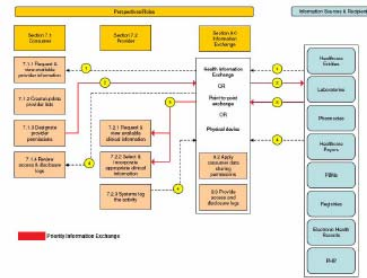 Perspectives/Roles
Information Sources & Recipients
Section 7.1
Consumer
Section 7.2
Provider
Section 8.0
Information
Exchange
7.1.1 Request &
view available
provider information
7.1.2
provider lists
7.1.3 Designate
provider
permissions
7.1.4 Review
access & disclosure
logs
7.2.1 Request &
view available
clinical information
7.2.2 Select &
incorporate
appropriate clinical
information
7.2.3 Systems log
the activity
Health Information
Exchange
OR
Point to point
exchange
OR
Physical device
8.2 Apply
consumer data
sharing
permissions
Provide
access and
disclosure logs
Healthcare
Entities
Laboratories
Pharmacies
Healthcare
Payors
PBMs
Registries
Electronic Health
Records
PHR
Priority Information Exchange